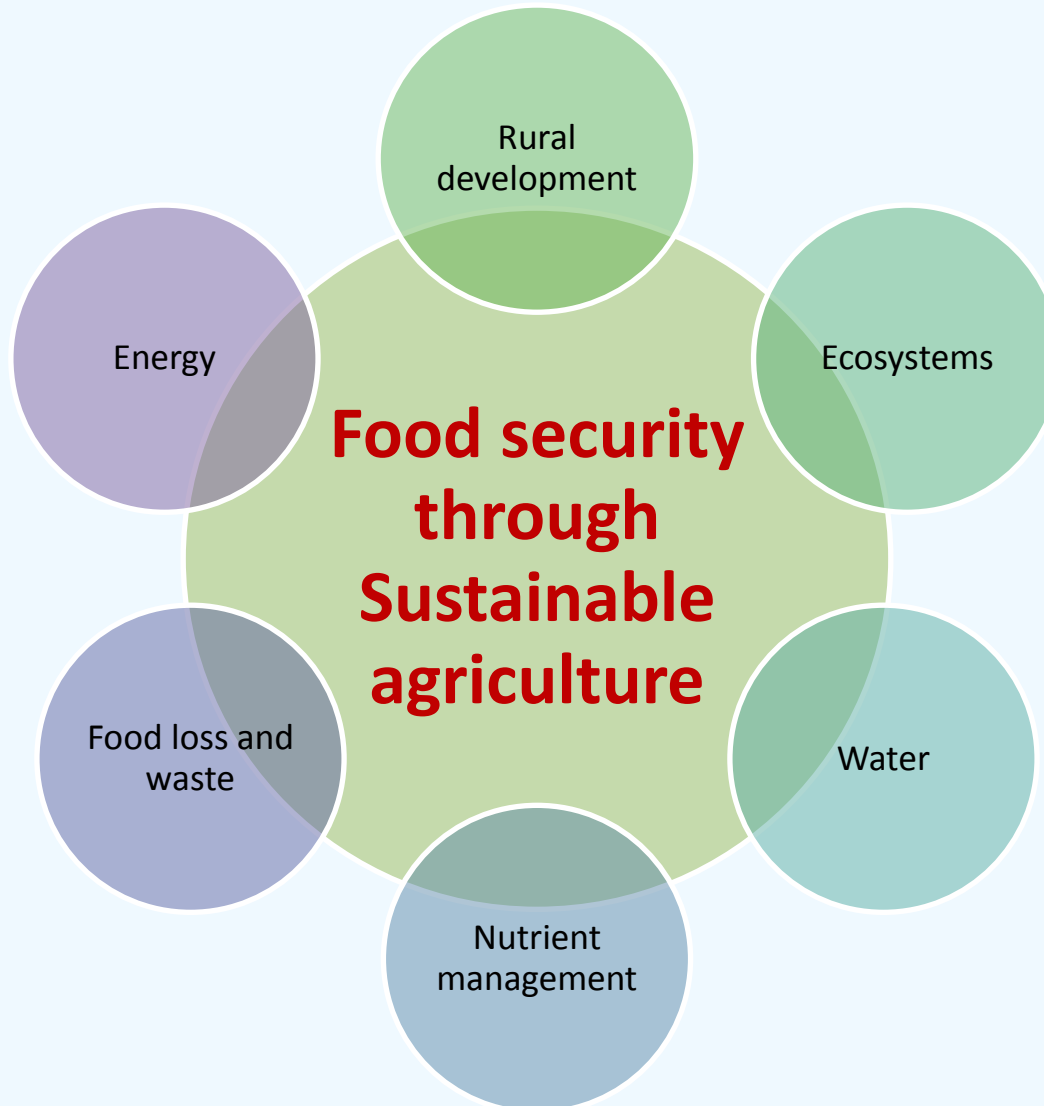 Rural
development
Energy
Ecosystems
Food security
through
Sustainable
agriculture
Food loss and
waste
Water
Nutrient
management